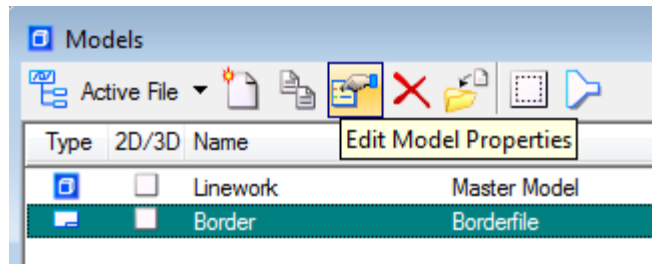 Models
Active File
Edit Model Properties
Type 2D/3D Name
Linework Master Model
Border Borderfile